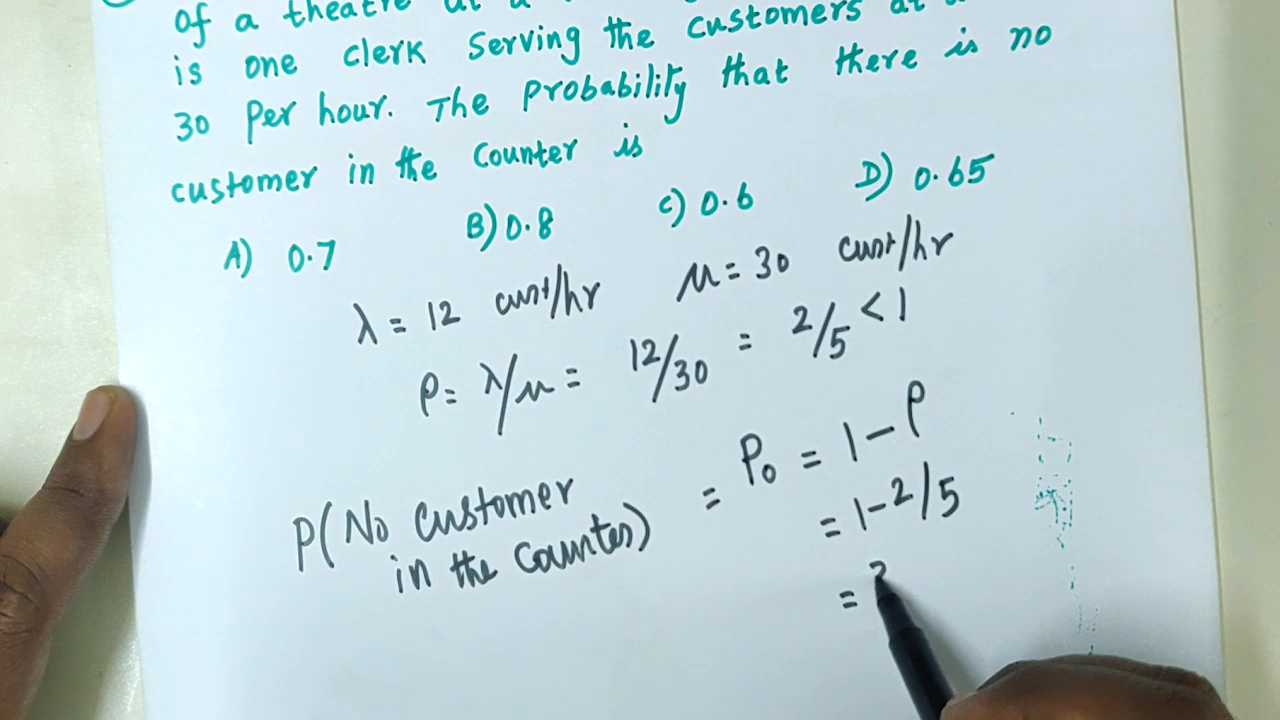 of a theatre at a
is one clerk serving the customers at a
30 per hour. The probability that there is no
customer in the counter is
A) 0.7 B) 0.8 C) 0.6 D) 0.65
λ = 12 cust/hr μ = 30 cust/hr
ρ = λ/μ = 12/30 = 2/5 < 1
P(No customer in the counter) = P₀ = 1 - ρ
= 1 - 2/5
=